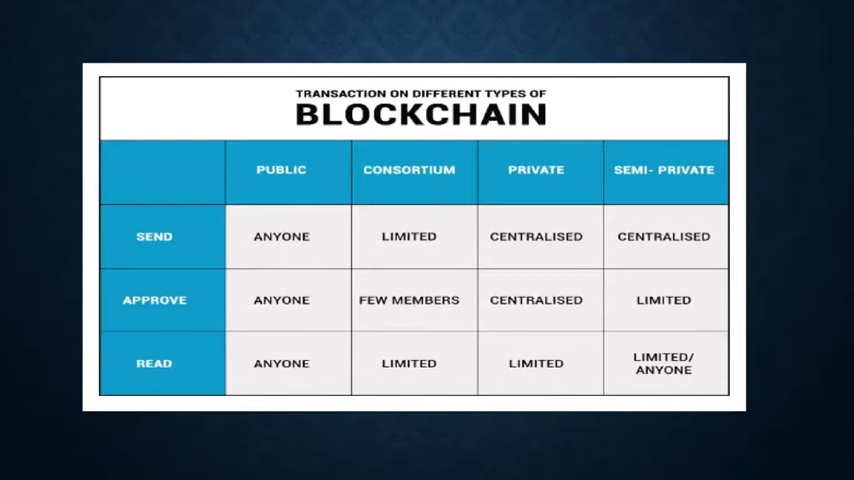 TRANSACTION ON DIFFERENT TYPES OF
BLOCKCHAIN
PUBLIC CONSORTIUM PRIVATE SEMI- PRIVATE
SEND ANYONE LIMITED CENTRALISED CENTRALISED
APPROVE ANYONE FEW MEMBERS CENTRALISED LIMITED
READ ANYONE LIMITED LIMITED LIMITED/
ANYONE